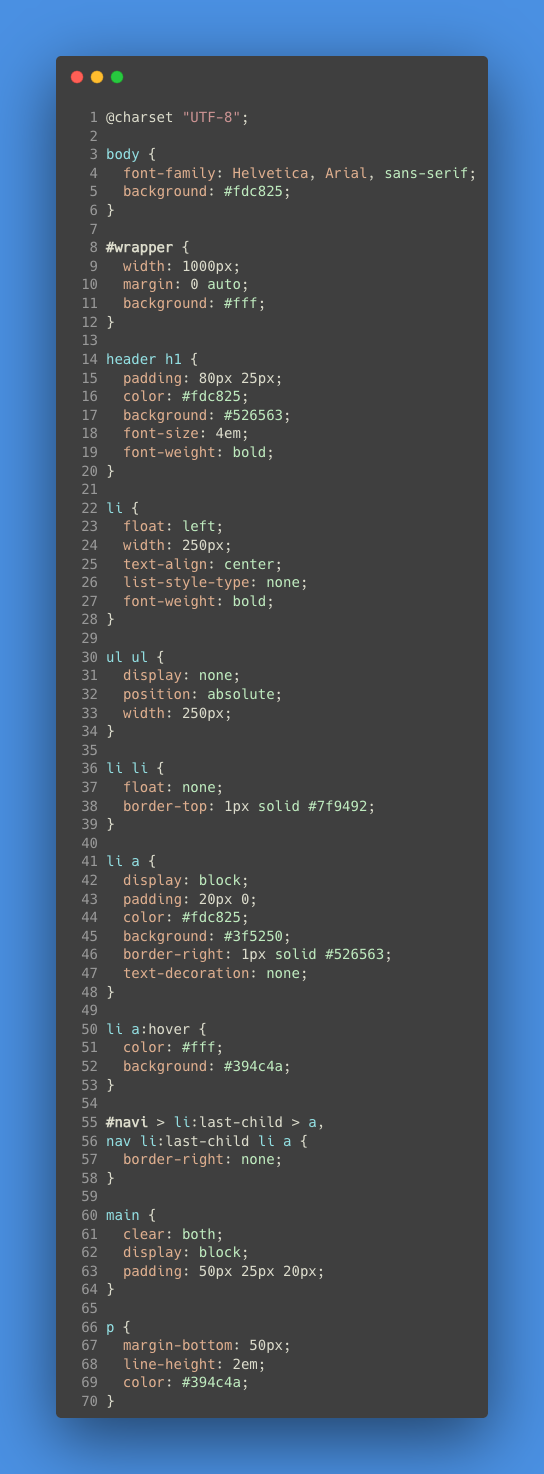 1 @charset "UTF-8";
2
3 body {
4   font-family: Helvetica, Arial, sans-serif;
5   background: #fdc825;
6 }
7
8 #wrapper {
9   width: 1000px;
10   margin: 0 auto;
11   background: #fff;
12 }
13
14 header h1 {
15   padding: 80px 25px;
16   color: #fdc825;
17   background: #526563;
18   font-size: 4em;
19   font-weight: bold;
20 }
21
22 li {
23   float: left;
24   width: 250px;
25   text-align: center;
26   list-style-type: none;
27   font-weight: bold;
28 }
29
30 ul ul {
31   display: none;
32   position: absolute;
33   width: 250px;
34 }
35
36 li li {
37   float: none;
38   border-top: 1px solid #7f9492;
39 }
40
41 li a {
42   display: block;
43   padding: 20px 0;
44   color: #fdc825;
45   background: #3f5250;
46   border-right: 1px solid #526563;
47   text-decoration: none;
48 }
49
50 li a:hover {
51   color: #fff;
52   background: #394c4a;
53 }
54
55 #navi > li:last-child > a,
56 nav li:last-child li a {
57   border-right: none;
58 }
59
60 main {
61   clear: both;
62   display: block;
63   padding: 50px 25px 20px;
64 }
65
66 p {
67   margin-bottom: 50px;
68   line-height: 2em;
69   color: #394c4a;
70 }